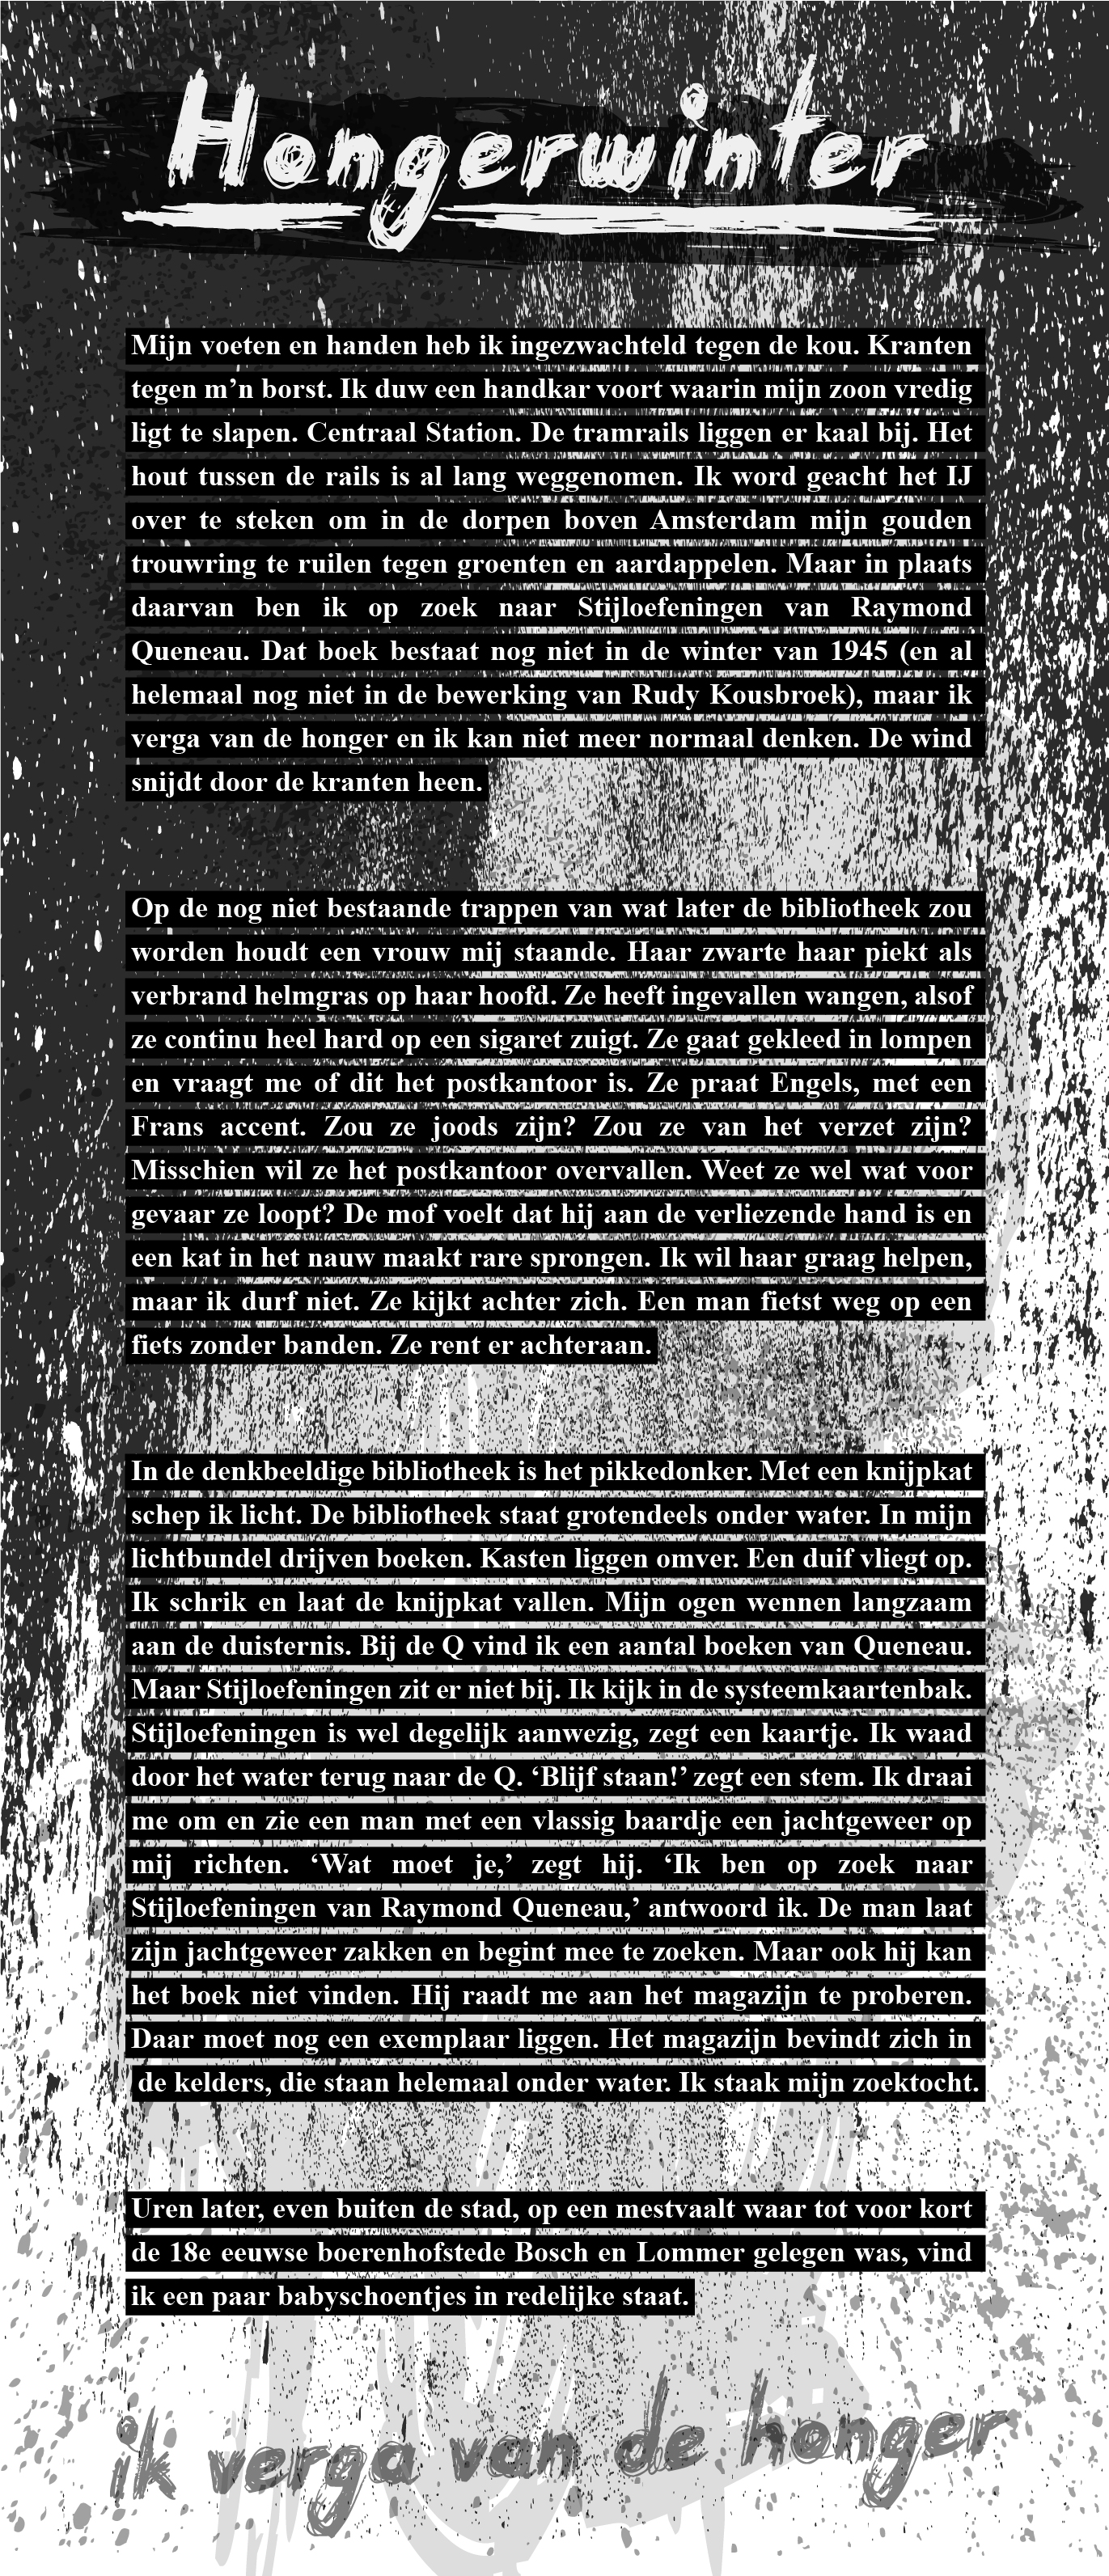 Hongerwinter
Mijn voeten en handen heb ik ingezwachteld tegen de kou. Kranten
tegen m’n borst. Ik duw een handkar voort waarin mijn zoon vredig
ligt te slapen. Centraal Station. De tramrails liggen er kaal bij. Het
hout tussen de rails is al lang weggenomen. Ik word geacht het IJ
over te steken om in de dorpen boven Amsterdam mijn gouden
trouwring te ruilen tegen groenten en aardappelen. Maar in plaats
daarvan ben ik op zoek naar Stijloefeningen van Raymond
Queneau. Dat boek bestaat nog niet in de winter van 1945 (en al
helemaal nog niet in de bewerking van Rudy Kousbroek), maar ik
verga van de honger en ik kan niet meer normaal denken. De wind
snijdt door de kranten heen.
Op de nog niet bestaande trappen van wat later de bibliotheek zou
worden houdt een vrouw mij staande. Haar zwarte haar piekt als
verbrand helmgras op haar hoofd. Ze heeft ingevallen wangen, alsof
ze continu heel hard op een sigaret zuigt. Ze gaat gekleed in lompen
en vraagt me of dit het postkantoor is. Ze praat Engels, met een
Frans accent. Zou ze joods zijn? Zou ze van het verzet zijn?
Misschien wil ze het postkantoor overvallen. Weet ze wel wat voor
gevaar ze loopt? De mof voelt dat hij aan de verliezende hand is en
een kat in het nauw maakt rare sprongen. Ik wil haar graag helpen,
maar ik durf niet. Ze kijkt achter zich. Een man fietst weg op een
fiets zonder banden. Ze rent er achteraan.
In de denkbeeldige bibliotheek is het pikkedonker. Met een knijpkat
schep ik licht. De bibliotheek staat grotendeels onder water. In mijn
lichtbundel drijven boeken. Kasten liggen omver. Een duif vliegt op.
Ik schrik en laat de knijpkat vallen. Mijn ogen wennen langzaam
aan de duisternis. Bij de Q vind ik een aantal boeken van Queneau.
Maar Stijloefeningen zit er niet bij. Ik kijk in de systeemkaartenbak.
Stijloefeningen is wel degelijk aanwezig, zegt een kaartje. Ik waad
door het water terug naar de Q. ‘Blijf staan!’ zegt een stem. Ik draai
me om en zie een man met een vlassig baardje een jachtgeweer op
mij richten. ‘Wat moet je,’ zegt hij. ‘Ik ben op zoek naar
Stijloefeningen van Raymond Queneau,’ antwoord ik. De man laat
zijn jachtgeweer zakken en begint mee te zoeken. Maar ook hij kan
het boek niet vinden. Hij raadt me aan het magazijn te proberen.
Daar moet nog een exemplaar liggen. Het magazijn bevindt zich in
de kelders, die staan helemaal onder water. Ik staak mijn zoektocht.
Uren later, even buiten de stad, op een mestvaalt waar tot voor kort
de 18e eeuwse boerenhofstede Bosch en Lommer gelegen was, vind
ik een paar babyschoentjes in redelijke staat.
ik verga van de honger